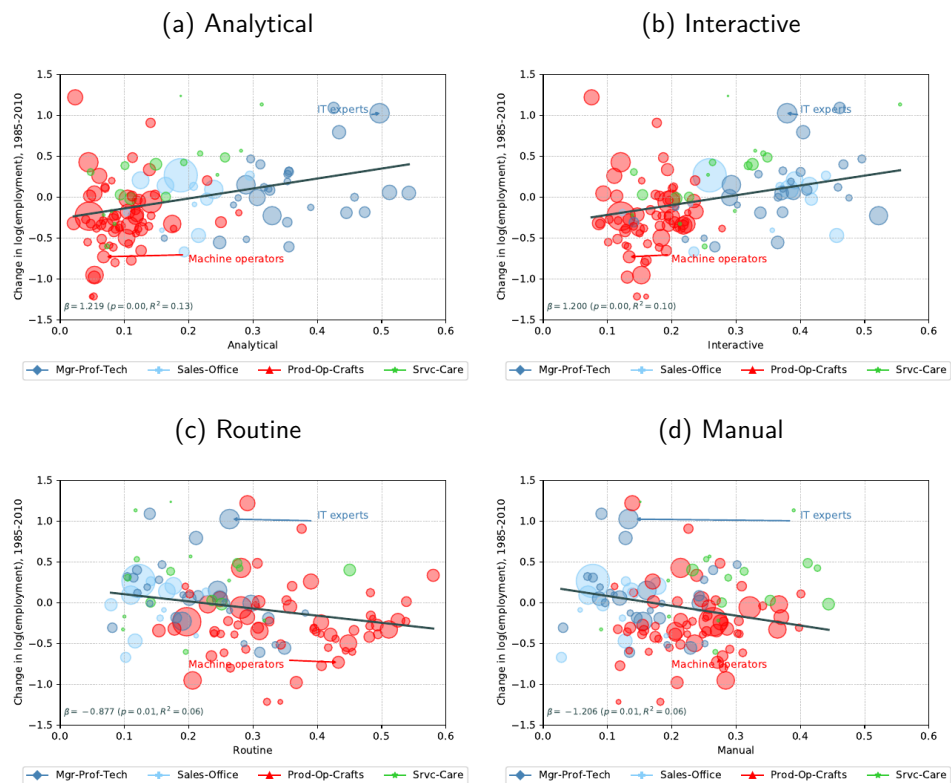 (a) Analytical
(b) Interactive
1.5
1.0
0.5
0.0
−0.5
−1.0
−1.5
Change in log(employment), 1985-2010
IT experts
Machine operators
β = 1.219 (p = 0.00, R² = 0.13)
0.0 0.1 0.2 0.3 0.4 0.5 0.6
Analytical
Mgr-Prof-Tech Sales-Office Prod-Op-Crafts Srvc-Care
1.5
1.0
0.5
0.0
−0.5
−1.0
−1.5
Change in log(employment), 1985-2010
IT experts
Machine operators
β = 1.200 (p = 0.00, R² = 0.10)
0.0 0.1 0.2 0.3 0.4 0.5 0.6
Interactive
Mgr-Prof-Tech Sales-Office Prod-Op-Crafts Srvc-Care
(c) Routine
(d) Manual
1.5
1.0
0.5
0.0
−0.5
−1.0
−1.5
Change in log(employment), 1985-2010
IT experts
Machine operators
β = −0.877 (p = 0.01, R² = 0.06)
0.0 0.1 0.2 0.3 0.4 0.5 0.6
Routine
Mgr-Prof-Tech Sales-Office Prod-Op-Crafts Srvc-Care
1.5
1.0
0.5
0.0
−0.5
−1.0
−1.5
Change in log(employment), 1985-2010
IT experts
Machine operators
β = −1.206 (p = 0.01, R² = 0.06)
0.0 0.1 0.2 0.3 0.4 0.5 0.6
Manual
Mgr-Prof-Tech Sales-Office Prod-Op-Crafts Srvc-Care